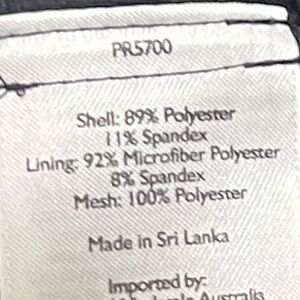 PR5700
Shell: 89% Polyester
11% Spandex
Lining: 92% Microfiber Polyester
8% Spandex
Mesh: 100% Polyester
Made in Sri Lanka
Imported by:
Australia